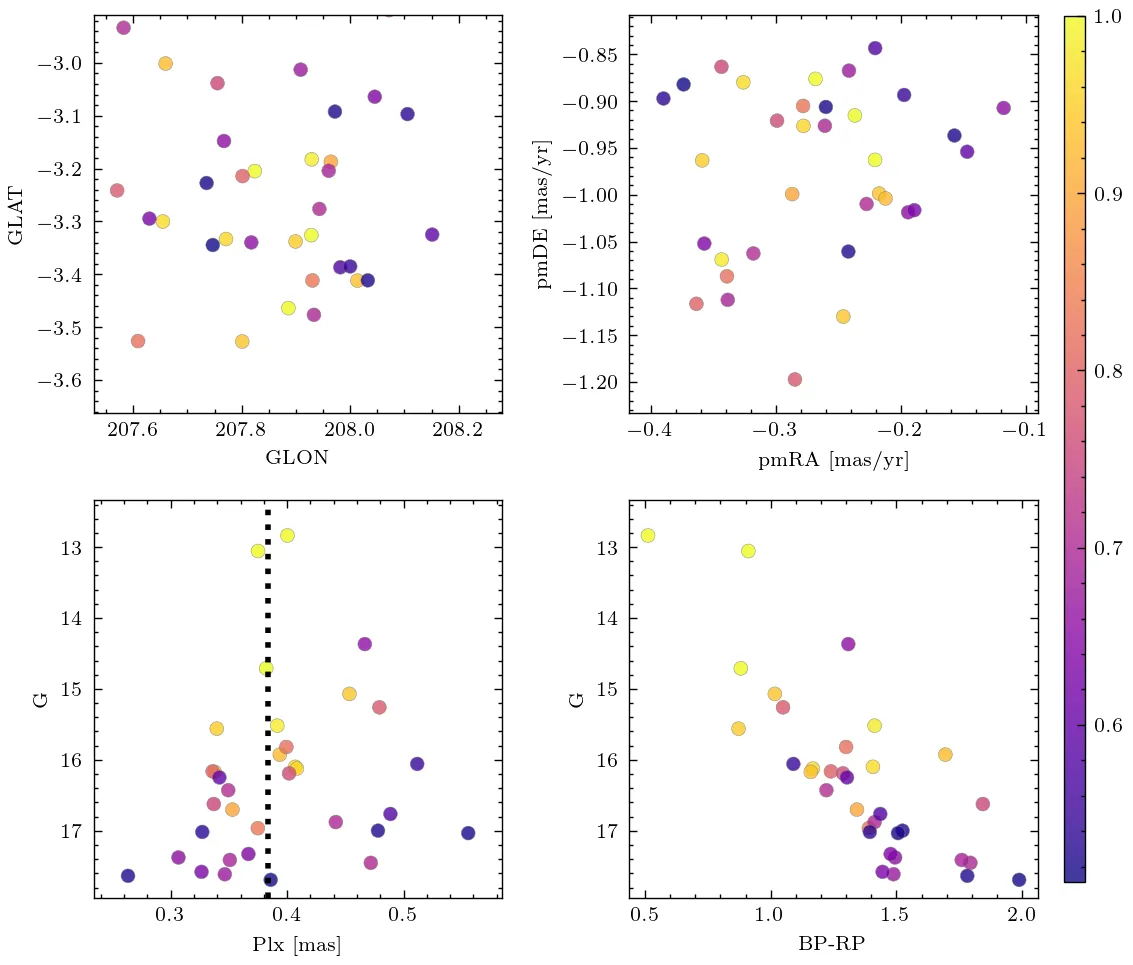 −3.0
−3.1
−3.2
−3.3
−3.4
−3.5
−3.6
GLAT
207.6 207.8 208.0 208.2
GLON
−0.85
−0.90
−0.95
−1.00
−1.05
−1.10
−1.15
−1.20
pmDE [mas/yr]
−0.4 −0.3 −0.2 −0.1
pmRA [mas/yr]
1.0
0.9
0.8
0.7
0.6
13
14
15
16
17
G
0.3 0.4 0.5
Plx [mas]
13
14
15
16
17
G
0.5 1.0 1.5 2.0
BP-RP